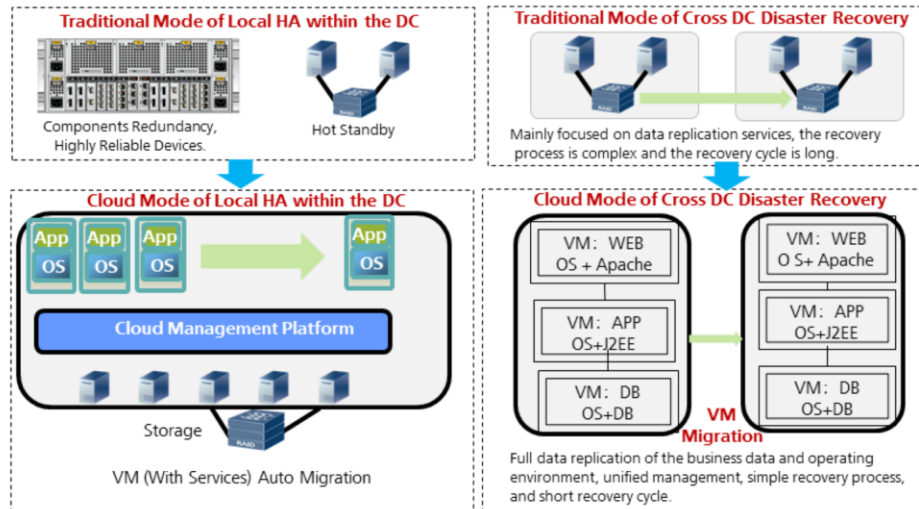 Traditional Mode of Local HA within the DC
Components Redundancy,
Highly Reliable Devices.
RAID
Hot Standby
Traditional Mode of Cross DC Disaster Recovery
RAID
RAID
Mainly focused on data replication services, the recovery
process is complex and the recovery cycle is long.
Cloud Mode of Local HA within the DC
App
App
App
App
OS
OS
OS
OS
Cloud Management Platform
Storage
RAID
VM (With Services) Auto Migration
Cloud Mode of Cross DC Disaster Recovery
VM: WEB
OS + Apache
VM: APP
OS+J2EE
VM: DB
OS+DB
VM: WEB
O S+ Apache
VM: APP
OS+J2EE
VM: DB
OS+DB
VM
Migration
Full data replication of the business data and operating
environment, unified management, simple recovery process,
and short recovery cycle.